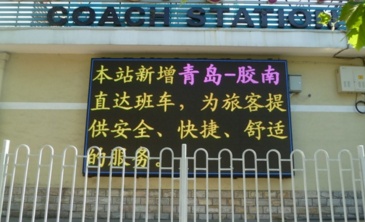 COACH STATION
本站新增青岛-胶南
直达班车，为旅客提
供安全、快捷、舒适
的服务。